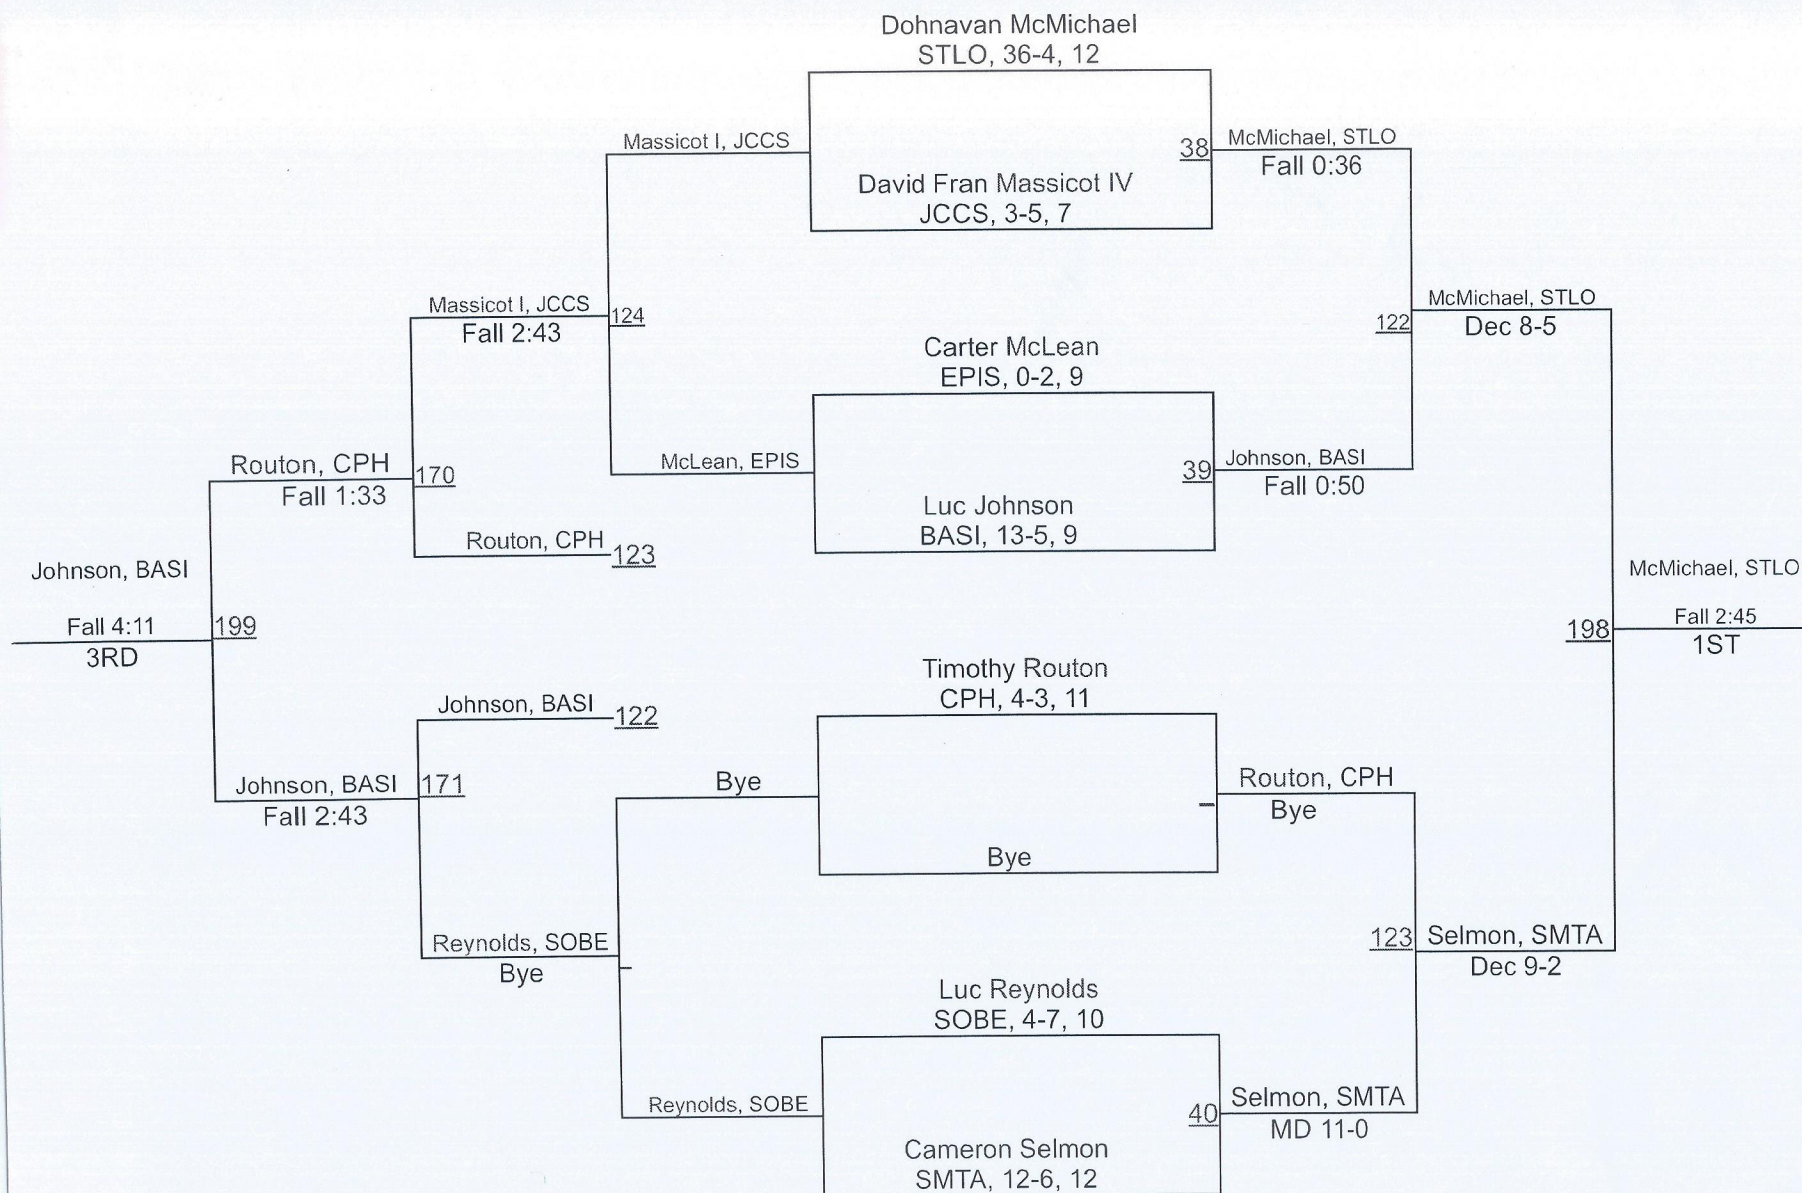 Dohnavan McMichael
STLO, 36-4, 12
Massicot I, JCCS
38
McMichael, STLO
Fall 0:36
David Fran Massicot IV
JCCS, 3-5, 7
Massicot I, JCCS
Fall 2:43
124
McMichael, STLO
Dec 8-5
122
Carter McLean
EPIS, 0-2, 9
Routon, CPH
Fall 1:33
170
McLean, EPIS
39
Johnson, BASI
Fall 0:50
Luc Johnson
BASI, 13-5, 9
Routon, CPH
123
Johnson, BASI
Fall 4:11
3RD
199
McMichael, STLO
198
Fall 2:45
1ST
Timothy Routon
CPH, 4-3, 11
Johnson, BASI
122
Johnson, BASI
Fall 2:43
171
Bye
Routon, CPH
Bye
Bye
Reynolds, SOBE
Bye
123
Selmon, SMTA
Dec 9-2
Luc Reynolds
SOBE, 4-7, 10
Reynolds, SOBE
40
Selmon, SMTA
MD 11-0
Cameron Selmon
SMTA, 12-6, 12